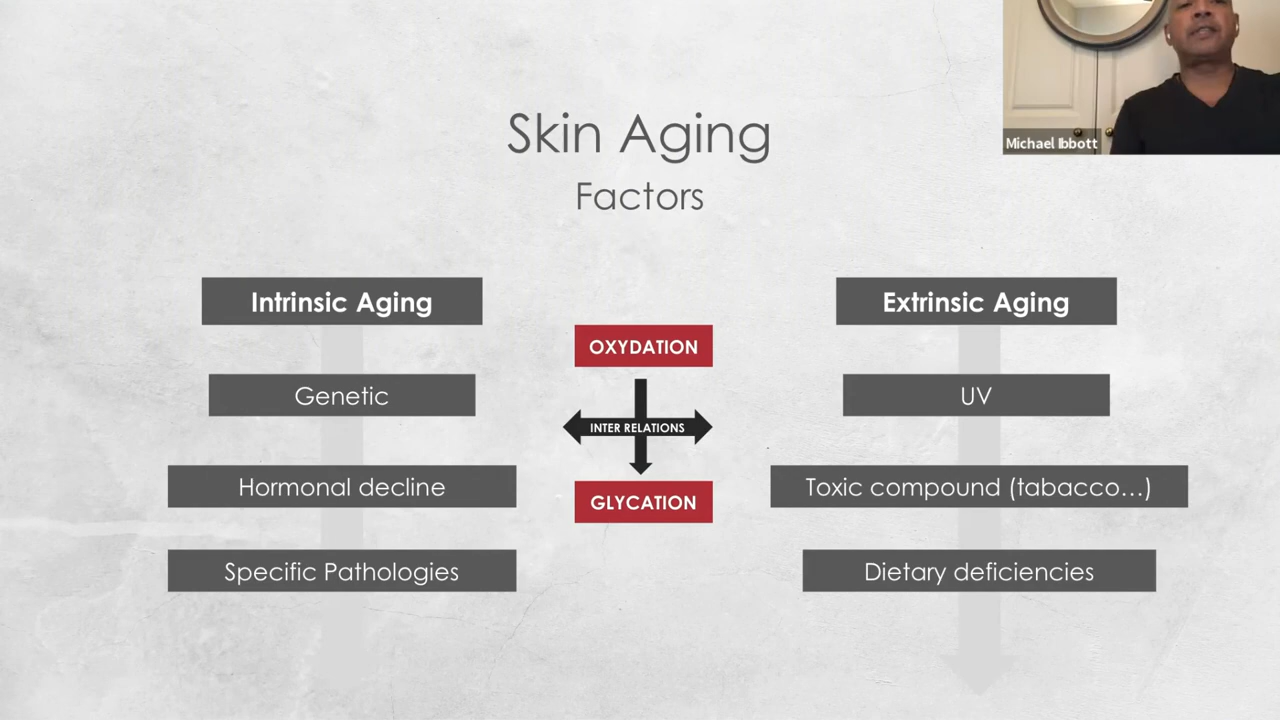 Michael Ibbott
Skin Aging
Factors
Intrinsic Aging
Genetic
Hormonal decline
Specific Pathologies
OXYDATION
INTER RELATIONS
GLYCATION
Extrinsic Aging
UV
Toxic compound (tabacco...)
Dietary deficiencies